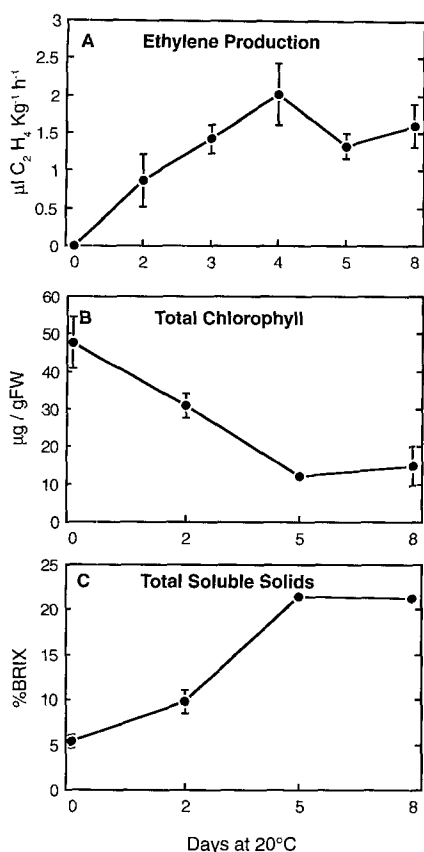 A Ethylene Production
µl C2 H4 Kg-1 h-1
3
2.5
2
1.5
1
0.5
0
0 2 3 4 5 8
B Total Chlorophyll
µg / gFW
60
50
40
30
20
10
0
0 2 5 8
C Total Soluble Solids
%BRIX
25
20
15
10
5
0
0 2 5 8
Days at 20°C